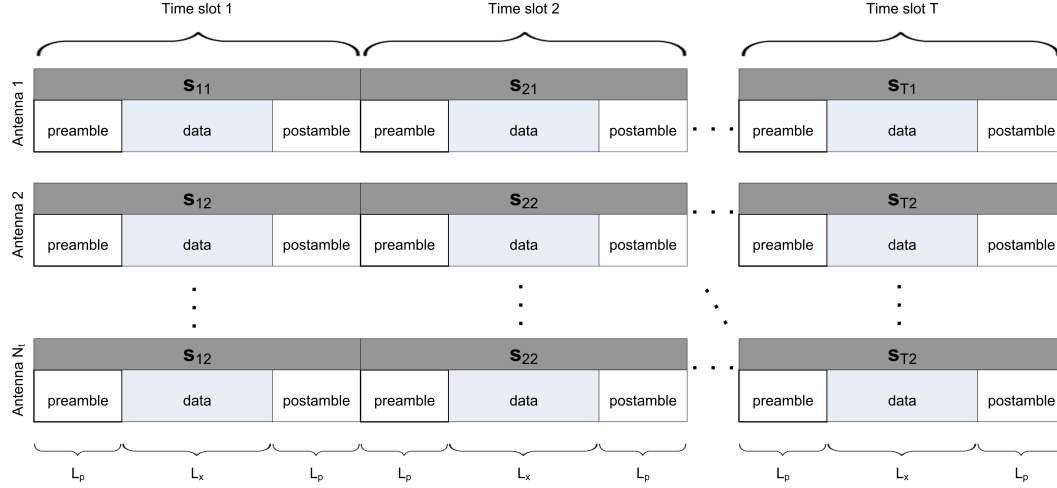 Time slot 1 Time slot 2 Time slot T
Antenna 1
s11 s21 sT1
preamble data postamble preamble data postamble . . . preamble data postamble
Antenna 2
s12 s22 . . . sT2
preamble data postamble preamble data postamble preamble data postamble
Antenna Nt
s12 s22 . . . sT2
preamble data postamble preamble data postamble preamble data postamble
Lp Lx Lp Lp Lx Lp Lp Lx Lp